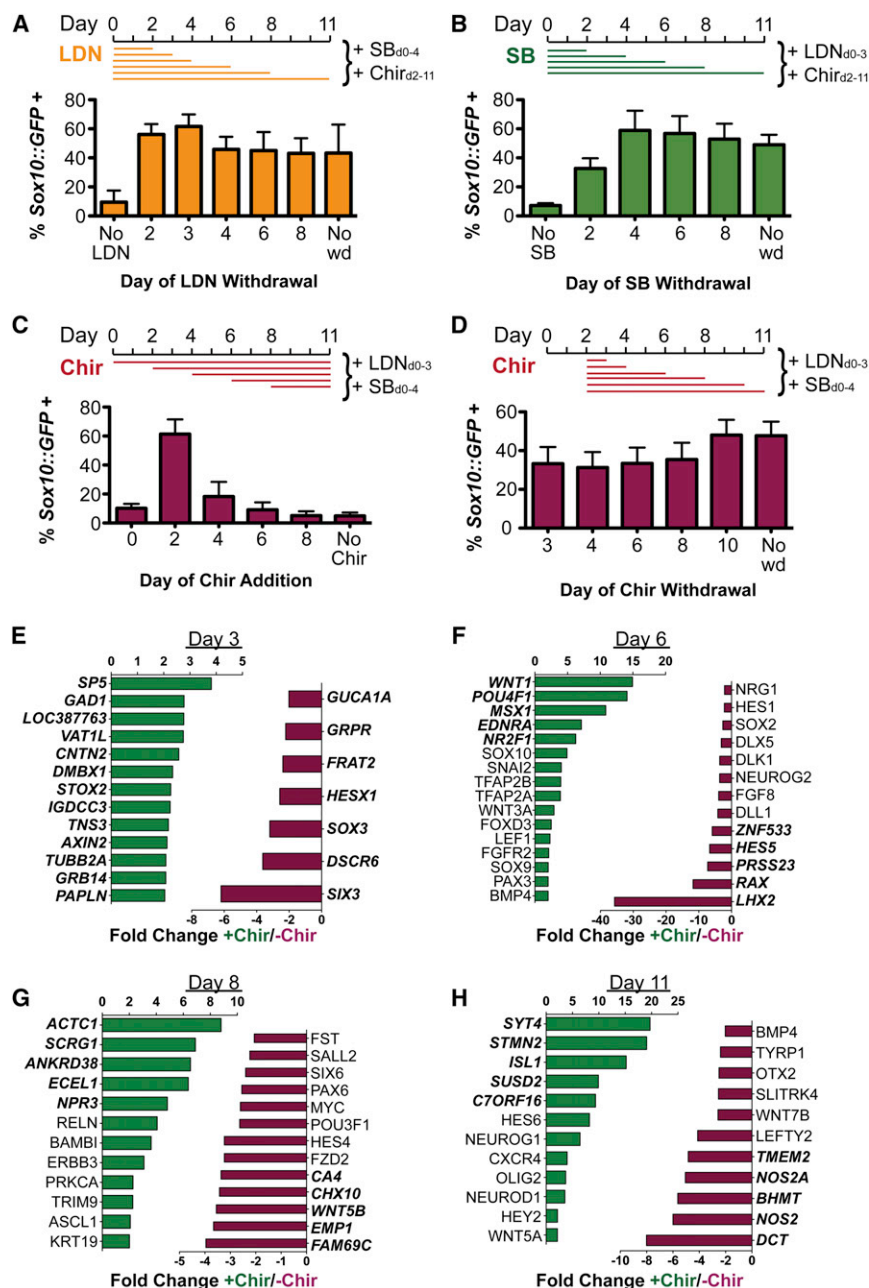 A
Day 0 2 4 6 8 11
LDN
+ SBd0-4
+ Chird2-11
80
60
40
20
0
% Sox10::GFP +
No LDN 2 3 4 6 8 No wd
Day of LDN Withdrawal
B
Day 0 2 4 6 8 11
SB
+ LDNd0-3
+ Chird2-11
80
60
40
20
0
% Sox10::GFP +
No SB 2 4 6 8 No wd
Day of SB Withdrawal
C
Day 0 2 4 6 8 11
Chir
+ LDNd0-3
+ SBd0-4
80
60
40
20
0
% Sox10::GFP +
0 2 4 6 8 No Chir
Day of Chir Addition
D
Day 0 2 4 6 8 11
Chir
+ LDNd0-3
+ SBd0-4
60
40
20
0
% Sox10::GFP +
3 4 6 8 10 No wd
Day of Chir Withdrawal
E
Day 3
0 1 2 3 4 5
SP5
GAD1
LOC387763
VAT1L
CNTN2
DMBX1
STOX2
IGDCC3
TNS3
AXIN2
TUBB2A
GRB14
PAPLN
GUCA1A
GRPR
FRAT2
HESX1
SOX3
DSCR6
SIX3
-8 -6 -4 -2 0
Fold Change +Chir/-Chir
F
Day 6
0 5 10 15 20
WNT1
POU4F1
MSX1
EDNRA
NR2F1
SOX10
SNAI2
TFAP2B
TFAP2A
WNT3A
FOXD3
LEF1
FGFR2
SOX9
PAX3
BMP4
NRG1
HES1
SOX2
DLX5
DLK1
NEUROG2
FGF8
DLL1
ZNF533
HES5
PRSS23
RAX
LHX2
-40 -30 -20 -10 0
Fold Change +Chir/-Chir
G
Day 8
0 2 4 6 8 10
ACTC1
SCRG1
ANKRD38
ECEL1
NPR3
RELN
BAMBI
ERBB3
PRKCA
TRIM9
ASCL1
KRT19
FST
SALL2
SIX6
PAX6
MYC
POU3F1
HES4
FZD2
CA4
CHX10
WNT5B
EMP1
FAM69C
-5 -4 -3 -2 -1 0
Fold Change +Chir/-Chir
H
Day 11
0 5 10 15 20 25
SYT4
STMN2
ISL1
SUSD2
C7ORF16
HES6
NEUROG1
CXCR4
OLIG2
NEUROD1
HEY2
WNT5A
BMP4
TYRP1
OTX2
SLITRK4
WNT7B
LEFTY2
TMEM2
NOS2A
BHMT
NOS2
DCT
-10 -8 -6 -4 -2 0
Fold Change +Chir/-Chir